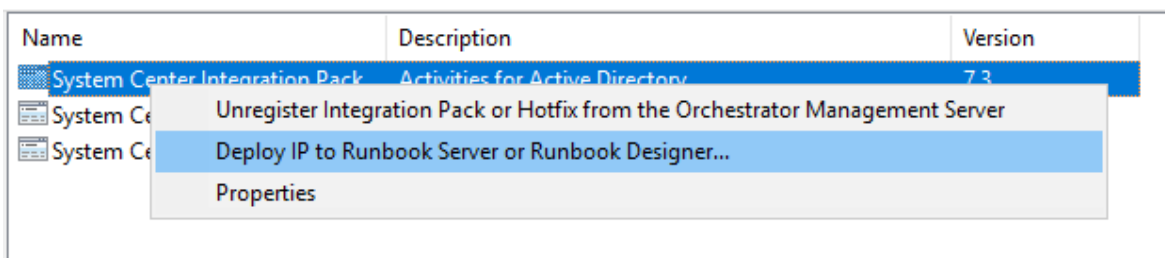 Name Description Version
System Center Integration Pack Activities for Active Directory 7.3
System Ce
Unregister Integration Pack or Hotfix from the Orchestrator Management Server
System Ce
Deploy IP to Runbook Server or Runbook Designer...
Properties